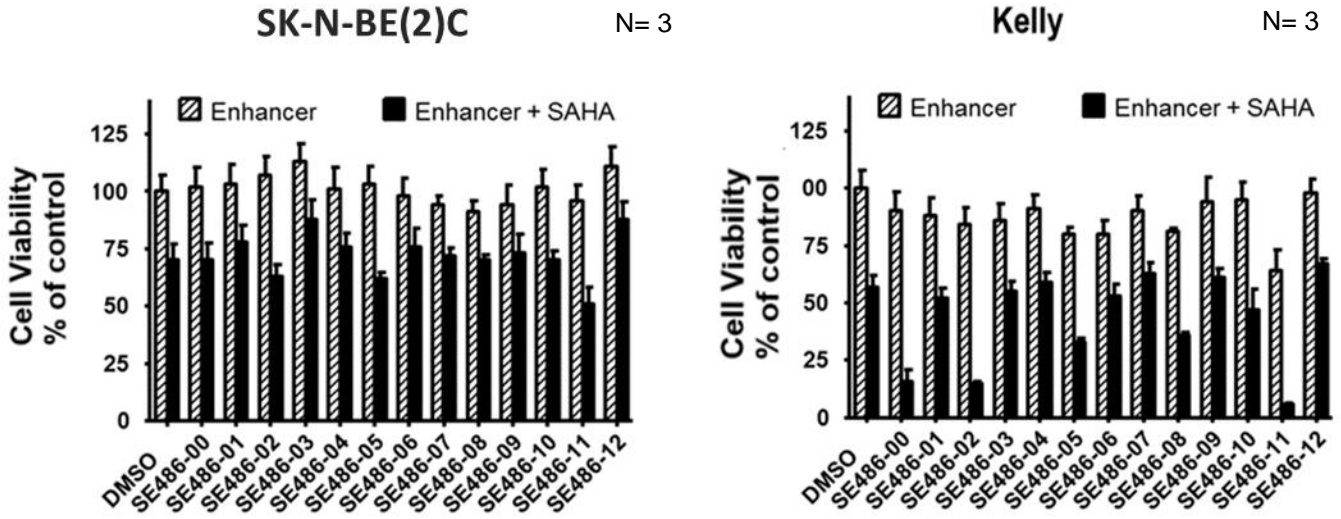 SK-N-BE(2)C
N= 3
Enhancer
Enhancer + SAHA
Cell Viability
% of control
125
100
75
50
25
0
DMSO
SE486-00
SE486-01
SE486-02
SE486-03
SE486-04
SE486-05
SE486-06
SE486-07
SE486-08
SE486-09
SE486-10
SE486-11
SE486-12
Kelly
N= 3
Enhancer
Enhancer + SAHA
Cell Viability
% of control
125
00
75
50
25
0
DMSO
SE486-00
SE486-01
SE486-02
SE486-03
SE486-04
SE486-05
SE486-06
SE486-07
SE486-08
SE486-09
SE486-10
SE486-11
SE486-12